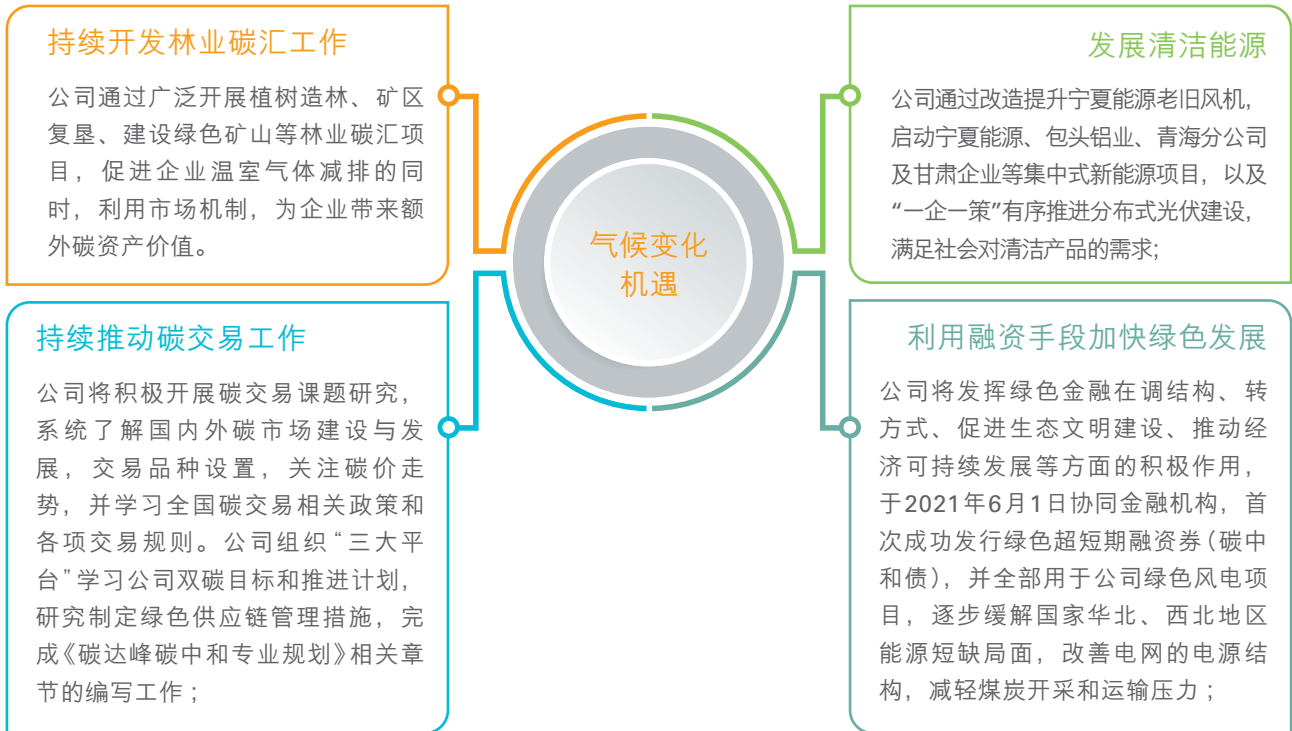 持续开发林业碳汇工作
公司通过广泛开展植树造林、矿区
复垦、建设绿色矿山等林业碳汇项
目，促进企业温室气体减排的同
时，利用市场机制，为企业带来额
外碳资产价值。
发展清洁能源
公司通过改造提升宁夏能源老旧风机，
启动宁夏能源、包头铝业、青海分公司
及甘肃企业等集中式新能源项目，以及
“一企一策”有序推进分布式光伏建设，
满足社会对清洁产品的需求；
气候变化
机遇
持续推动碳交易工作
公司将积极开展碳交易课题研究，
系统了解国内外碳市场建设与发
展，交易品种设置，关注碳价走
势，并学习全国碳交易相关政策和
各项交易规则。公司组织“三大平
台”学习公司双碳目标和推进计划，
研究制定绿色供应链管理措施，完
成《碳达峰碳中和专业规划》相关章
节的编写工作；
利用融资手段加快绿色发展
公司将发挥绿色金融在调结构、转
方式、促进生态文明建设、推动经
济可持续发展等方面的积极作用，
于2021年6月1日协同金融机构，首
次成功发行绿色超短期融资券（碳中
和债），并全部用于公司绿色风电项
目，逐步缓解国家华北、西北地区
能源短缺局面，改善电网的电源结
构，减轻煤炭开采和运输压力；